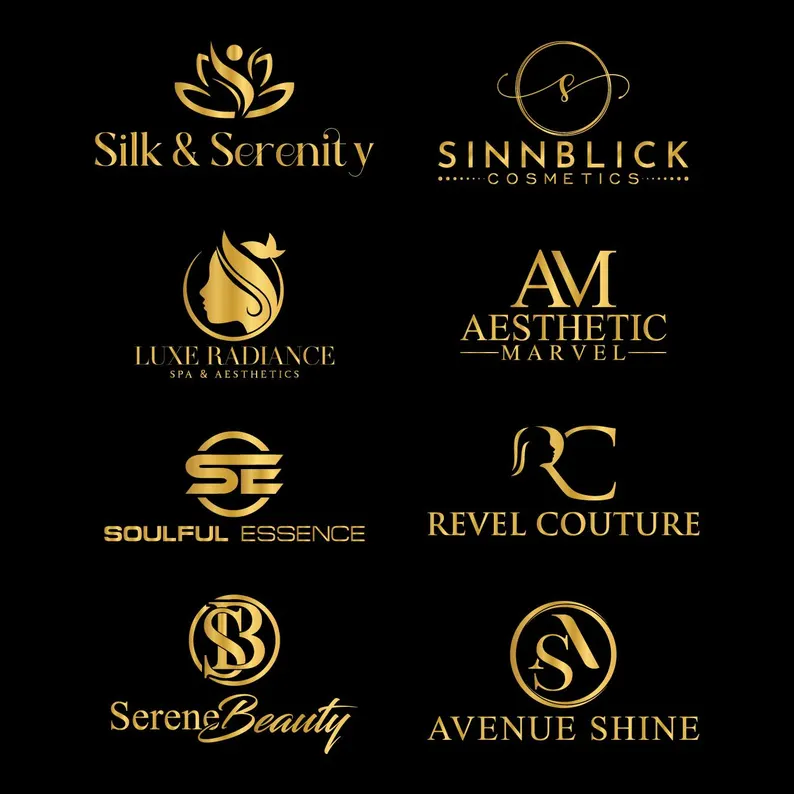 Silk & Serenity
S
SINNBLICK
COSMETICS
LUXE RADIANCE
SPA & AESTHETICS
AM
AESTHETIC
MARVEL
SE
SOULFUL ESSENCE
RC
REVEL COUTURE
SB
SereneBeauty
SA
AVENUE SHINE